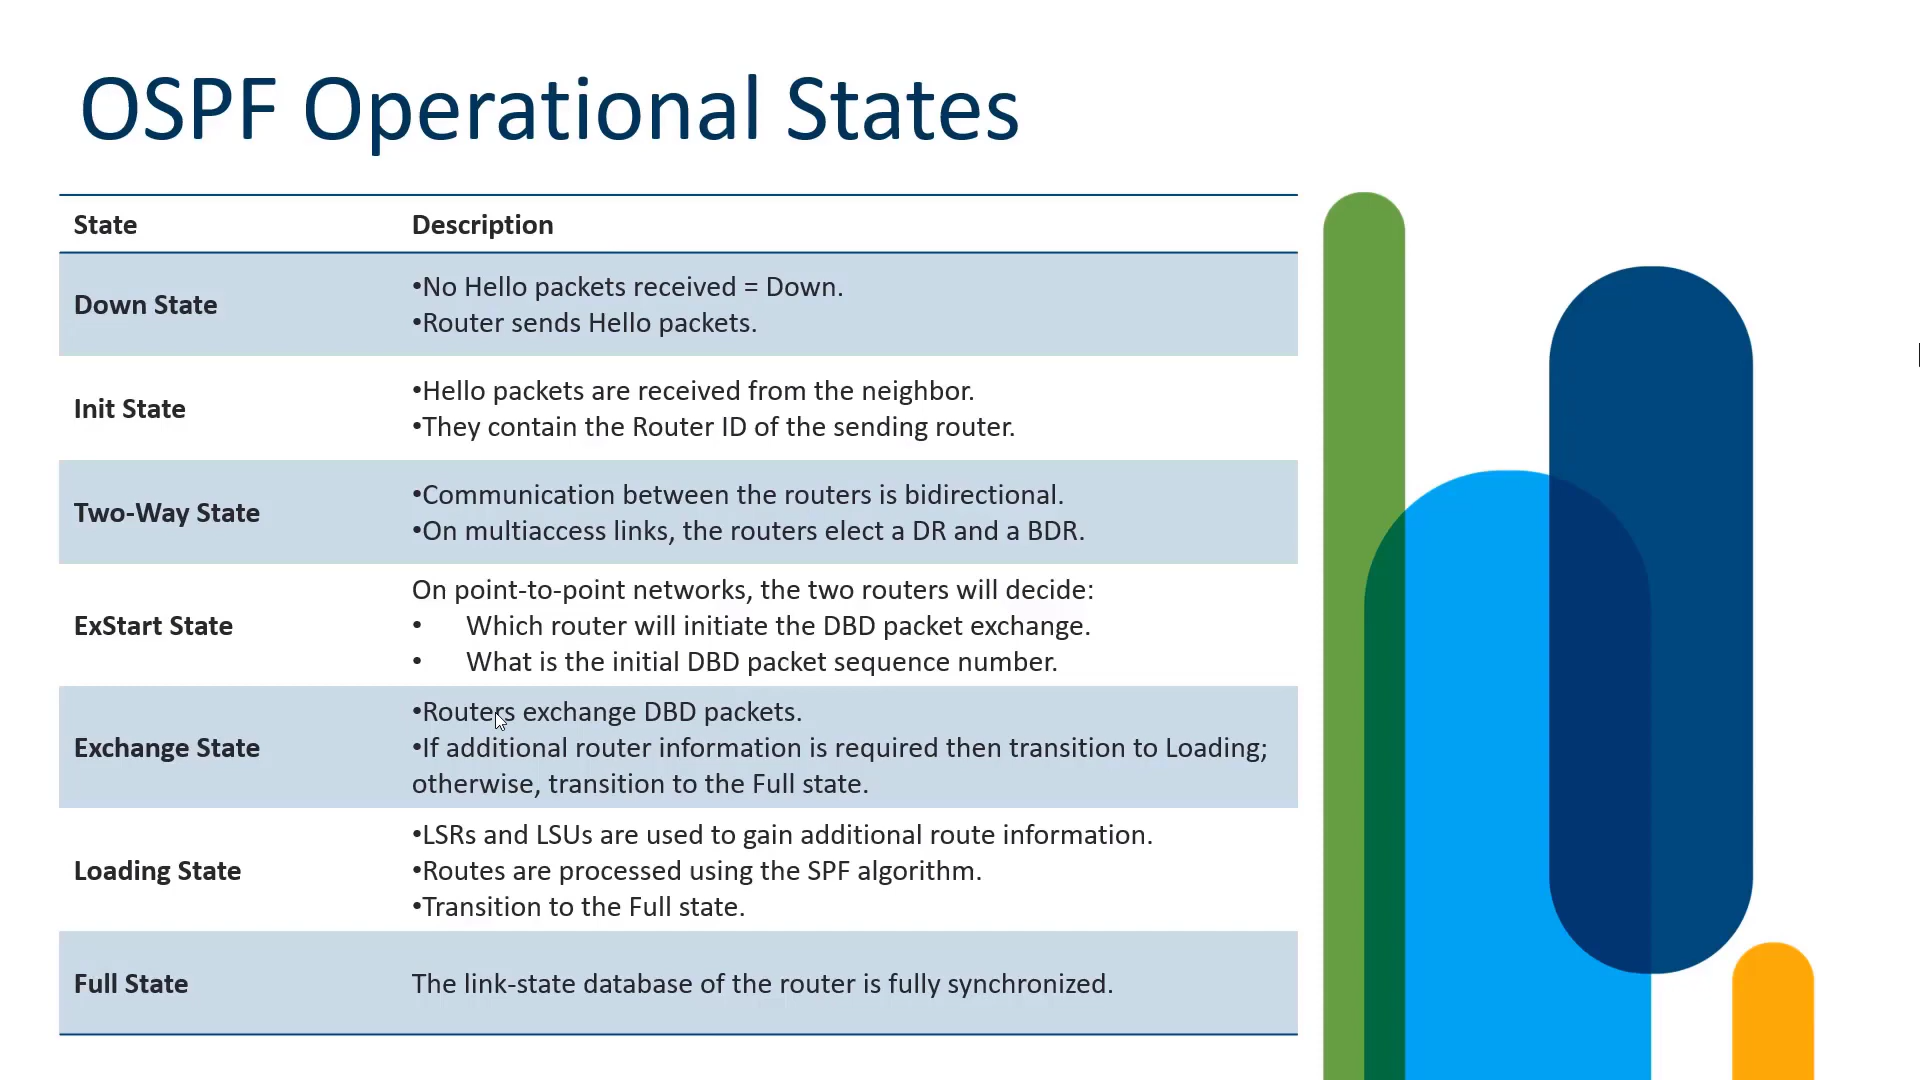 OSPF Operational States
State
Description
Down State
•No Hello packets received = Down.
•Router sends Hello packets.
Init State
•Hello packets are received from the neighbor.
•They contain the Router ID of the sending router.
Two-Way State
•Communication between the routers is bidirectional.
•On multiaccess links, the routers elect a DR and a BDR.
ExStart State
On point-to-point networks, the two routers will decide:
• Which router will initiate the DBD packet exchange.
• What is the initial DBD packet sequence number.
Exchange State
•Routers exchange DBD packets.
•If additional router information is required then transition to Loading;
otherwise, transition to the Full state.
Loading State
•LSRs and LSUs are used to gain additional route information.
•Routes are processed using the SPF algorithm.
•Transition to the Full state.
Full State
The link-state database of the router is fully synchronized.